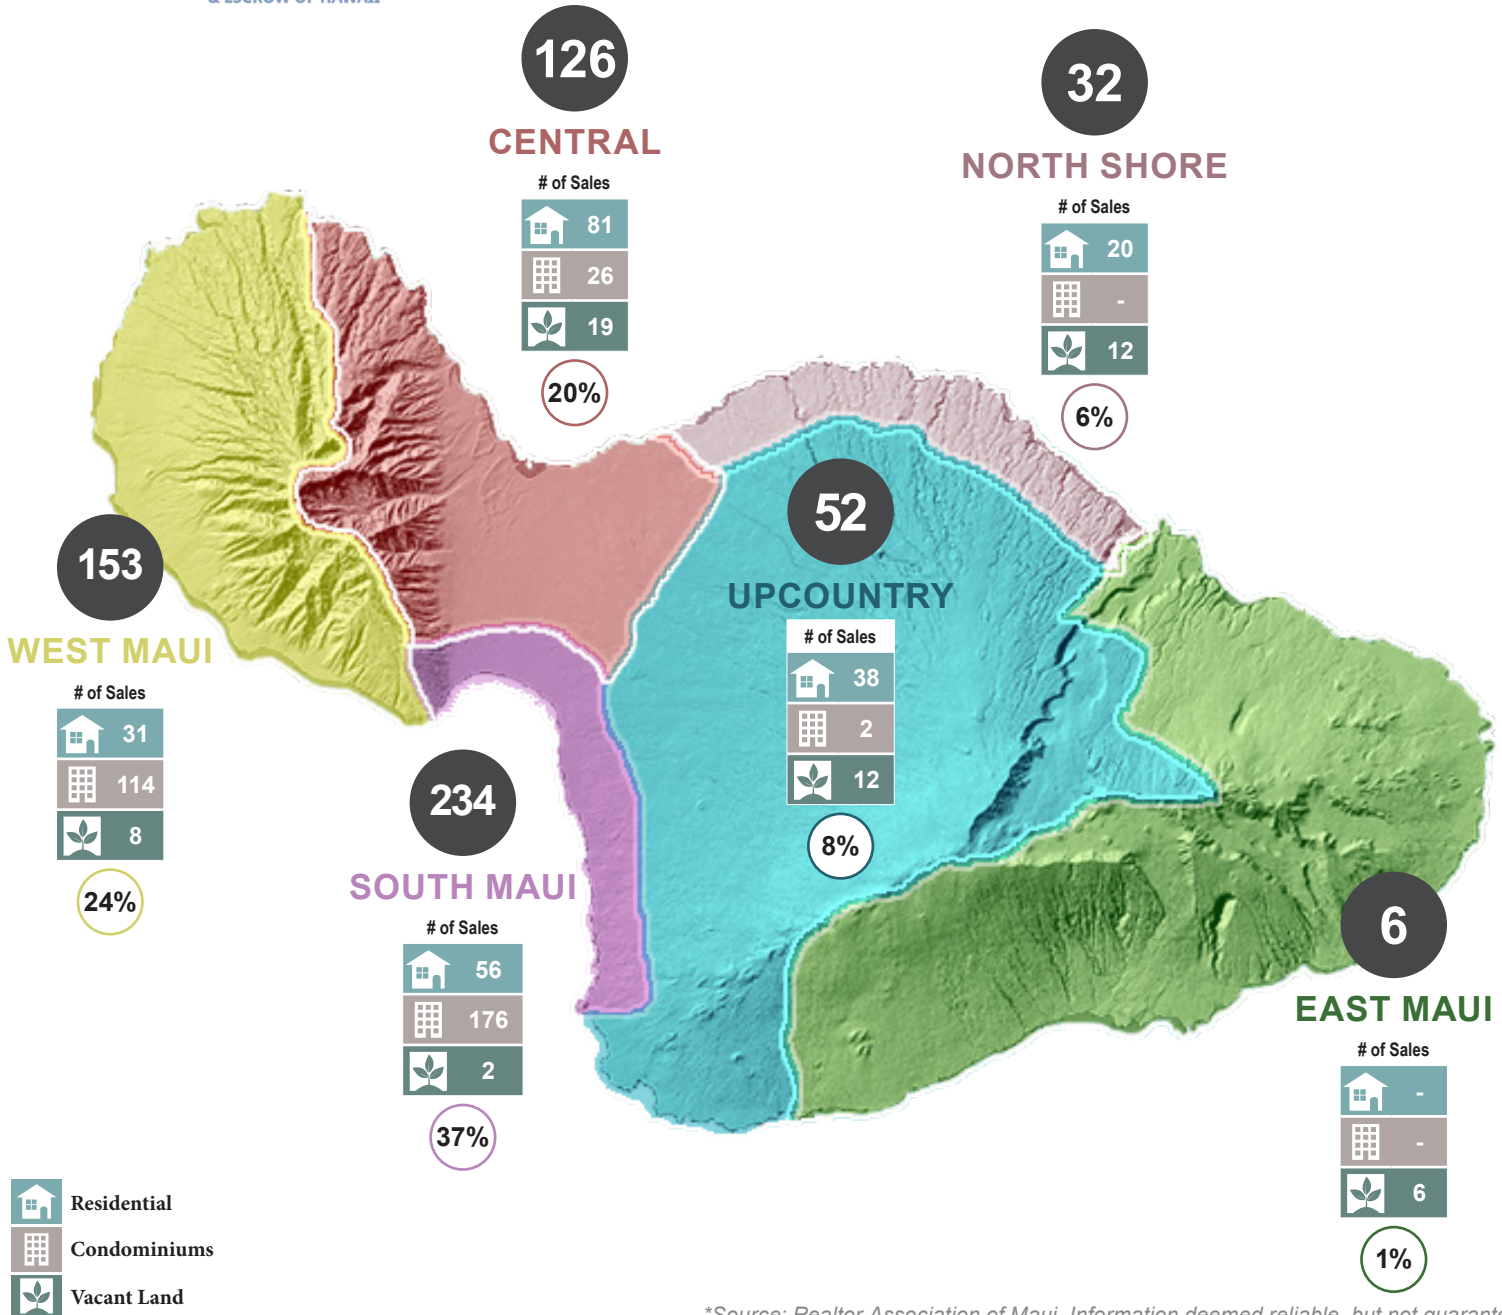 & ESCROW OF HAWAII
126
CENTRAL
# of Sales
81
26
19
20%
32
NORTH SHORE
# of Sales
20
-
12
6%
153
WEST MAUI
# of Sales
31
114
8
24%
52
UPCOUNTRY
# of Sales
38
2
12
8%
234
SOUTH MAUI
# of Sales
56
176
2
37%
6
EAST MAUI
# of Sales
-
-
6
1%
Residential
Condominiums
Vacant Land
*Source: Realtor Association of Maui. Information deemed reliable, but not